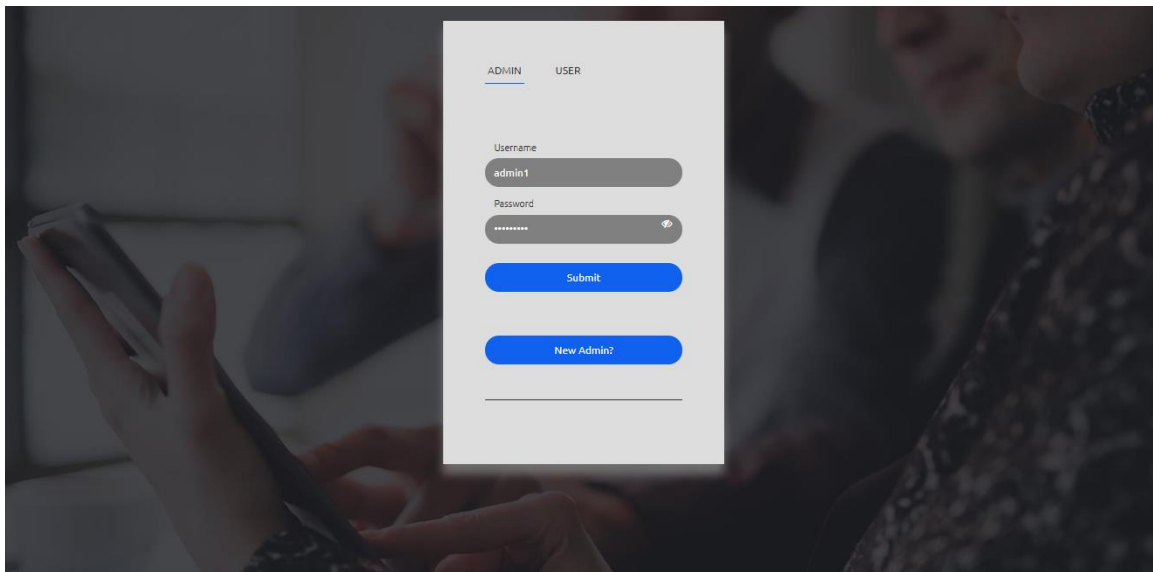 ADMIN USER
Username
admin1
Password
•••••••••
Submit
New Admin?